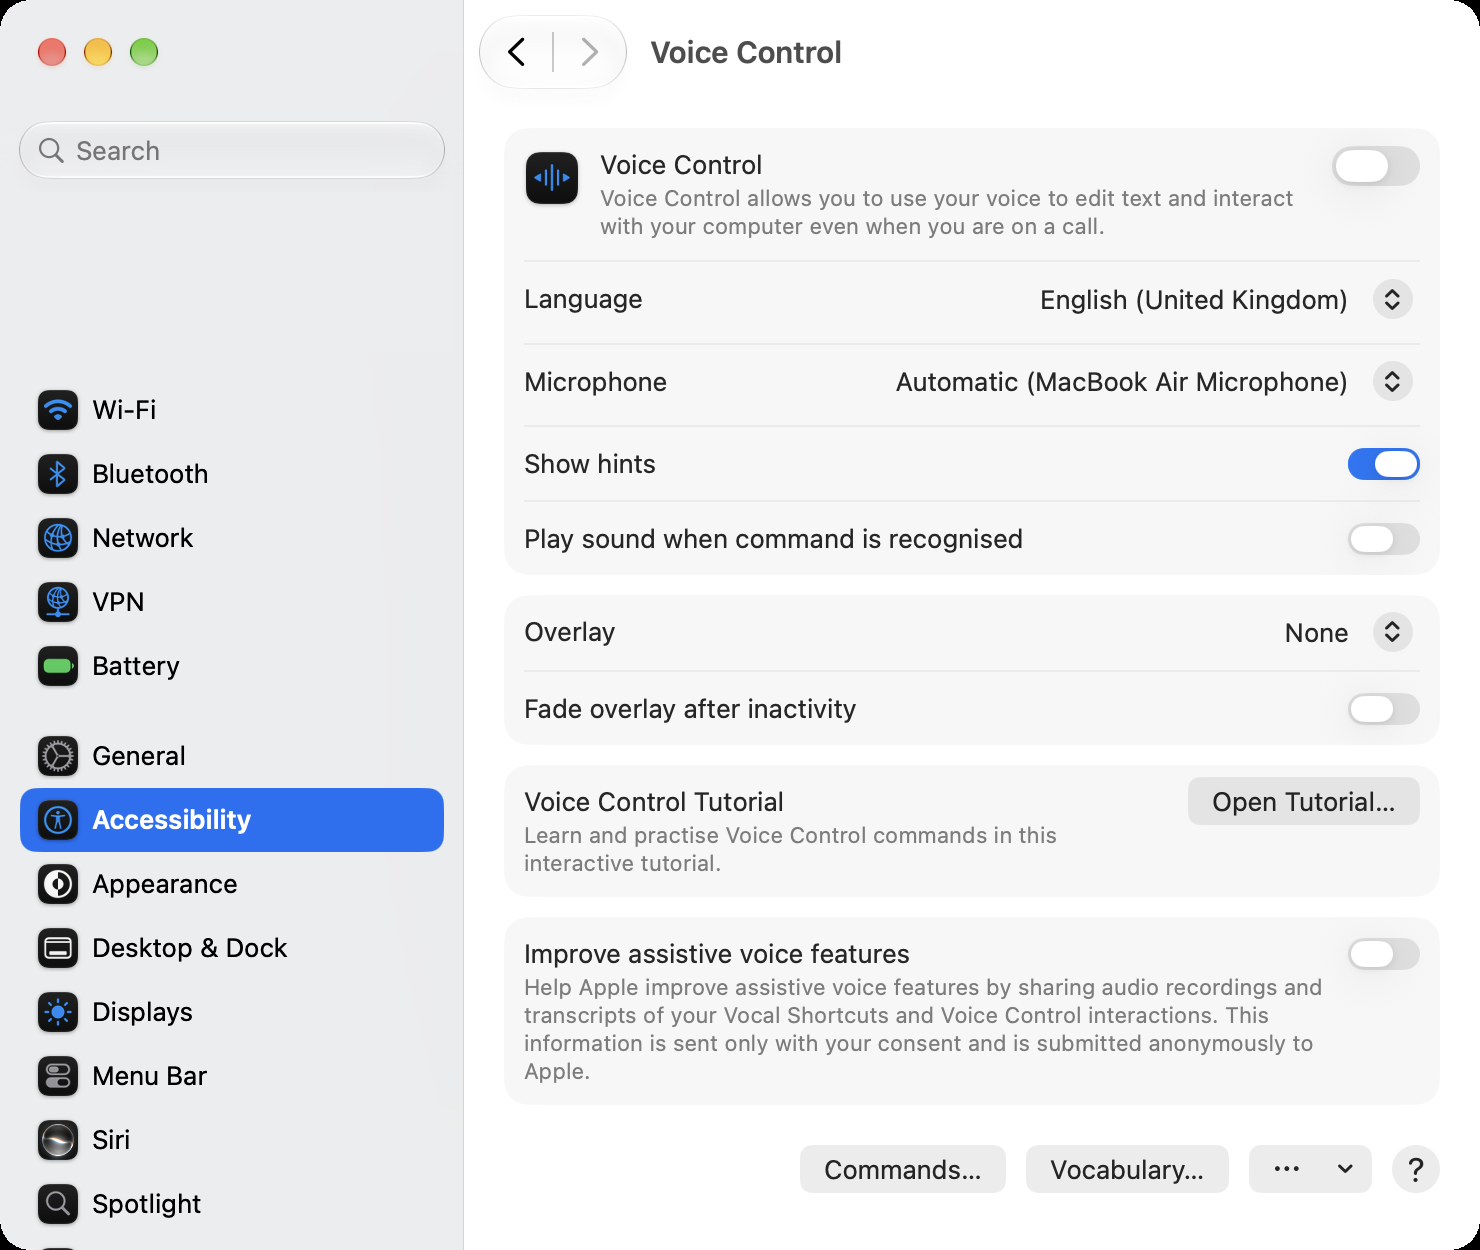 Search
Wi-Fi
Bluetooth
Network
VPN
Battery
General
Accessibility
Appearance
Desktop & Dock
Displays
Menu Bar
Siri
Spotlight
Voice Control
Voice Control
Voice Control allows you to use your voice to edit text and interact
with your computer even when you are on a call.
Language English (United Kingdom)
Microphone Automatic (MacBook Air Microphone)
Show hints
Play sound when command is recognised
Overlay None
Fade overlay after inactivity
Voice Control Tutorial Open Tutorial...
Learn and practise Voice Control commands in this
interactive tutorial.
Improve assistive voice features
Help Apple improve assistive voice features by sharing audio recordings and
transcripts of your Vocal Shortcuts and Voice Control interactions. This
information is sent only with your consent and is submitted anonymously to
Apple.
Commands... Vocabulary... ... ?